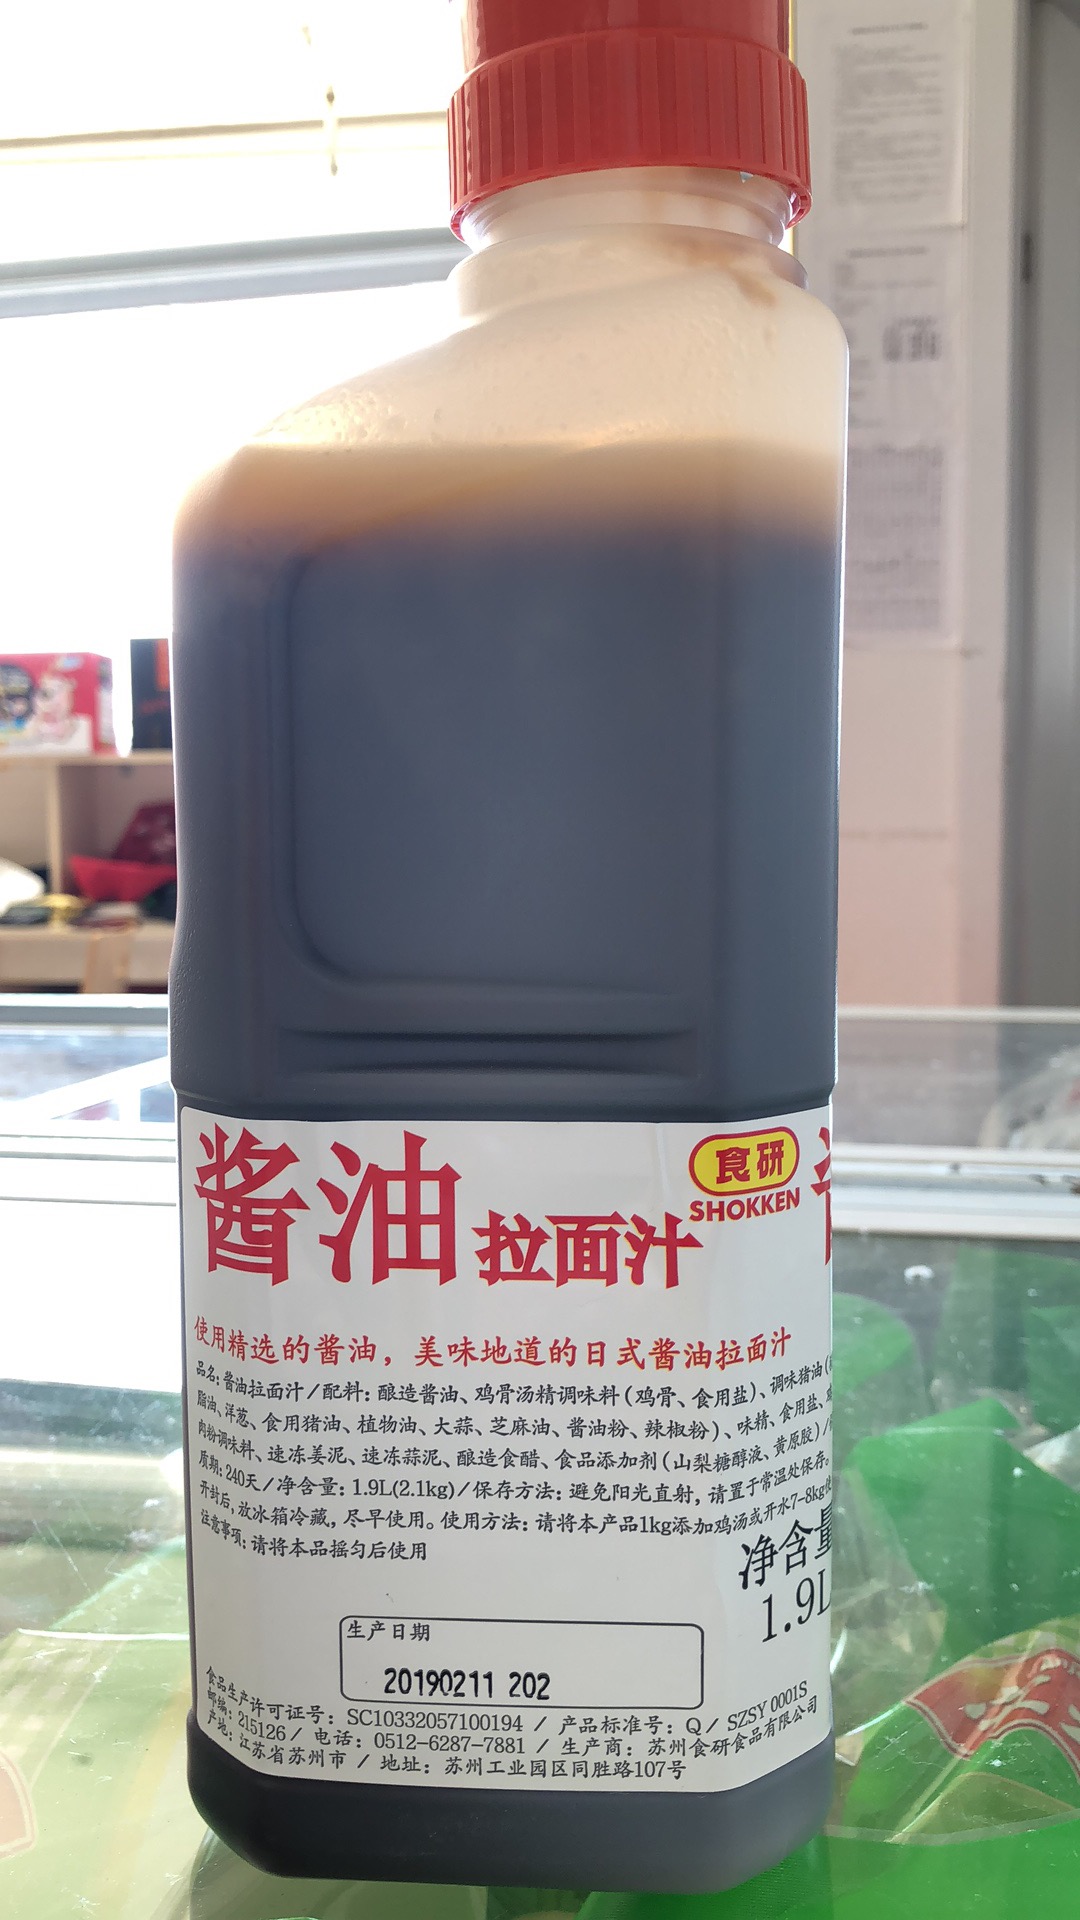 食研
SHOKKEN
酱油拉面汁
使用精选的酱油，美味地道的日式酱油拉面汁
品名：酱油拉面汁/配料：酿造酱油、鸡骨汤精调味料（鸡骨、食用盐）、调味猪油（
脂油、洋葱、食用猪油、植物油、大蒜、芝麻油、酱油粉、辣椒粉）、味精、食用盐、
肉粉调味料、速冻姜泥、速冻蒜泥、酿造食醋、食品添加剂（山梨糖醇液、黄原胶）/
质期：240天/净含量：1.9L(2.1kg)/保存方法：避免阳光直射，请置于常温处保存。
开封后，放冰箱冷藏，尽早使用。使用方法：请将本产品1kg添加鸡汤或开水7-8kg
注意事项：请将本品摇匀后使用
净含量
1.9L
生产日期
20190211 202
食品生产许可证号：SC10332057100194 / 产品标准号：Q/SZSY 0001S
邮编：215126/ 电话：0512-6287-7881 / 生产商：苏州食研食品有限公司
产地：江苏省苏州市 / 地址：苏州工业园区同胜路107号